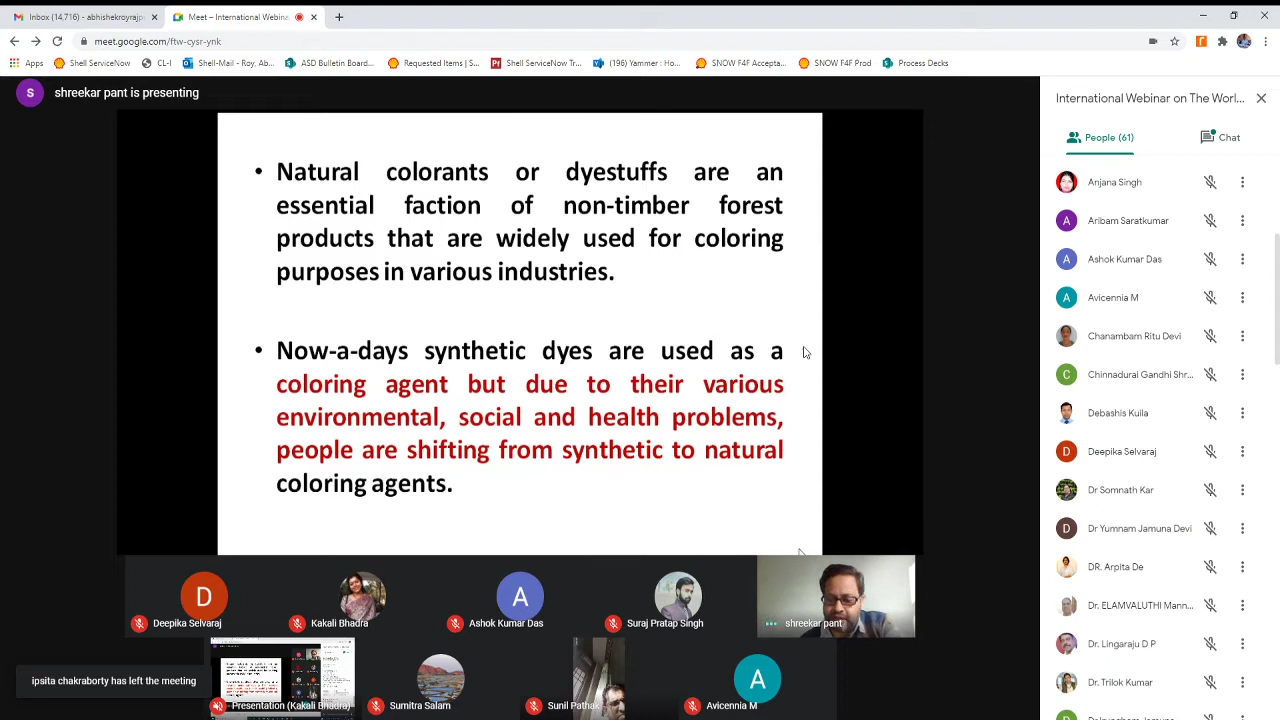 Inbox (14,716) - abhishekroyrajp
Meet – International Webina
meet.google.com/ftw-cysr-ynk
Apps
Shell ServiceNow
CL-I
Shell-Mail - Roy, Ab...
ASD Bulletin Board...
Requested Items | S...
Shell ServiceNow Tr...
(196) Yammer : Ho...
SNOW F4F Accepta...
SNOW F4F Prod
Process Decks
S
shreekar pant is presenting
• Natural colorants or dyestuffs are an
essential faction of non-timber forest
products that are widely used for coloring
purposes in various industries.
• Now-a-days synthetic dyes are used as a
coloring agent but due to their various
environmental, social and health problems,
people are shifting from synthetic to natural
coloring agents.
D
Deepika Selvaraj
Kakali Bhadra
A
Ashok Kumar Das
Suraj Pratap Singh
shreekar pant
ipsita chakraborty has left the meeting
Presentation (Kakali Bhadra)
Sumitra Salam
Sunil Pathak
A
Avicennia M
International Webinar on The Worl...
People (61)
Chat
Anjana Singh
A
Aribam Saratkumar
A
Ashok Kumar Das
A
Avicennia M
Chanambam Ritu Devi
C
Chinnadurai Gandhi Shr...
Debashis Kuila
D
Deepika Selvaraj
Dr Somnath Kar
D
Dr Yumnam Jamuna Devi
DR. Arpita De
Dr. ELAMVALUTHI Mann...
Dr. Lingaraju D P
Dr. Trilok Kumar